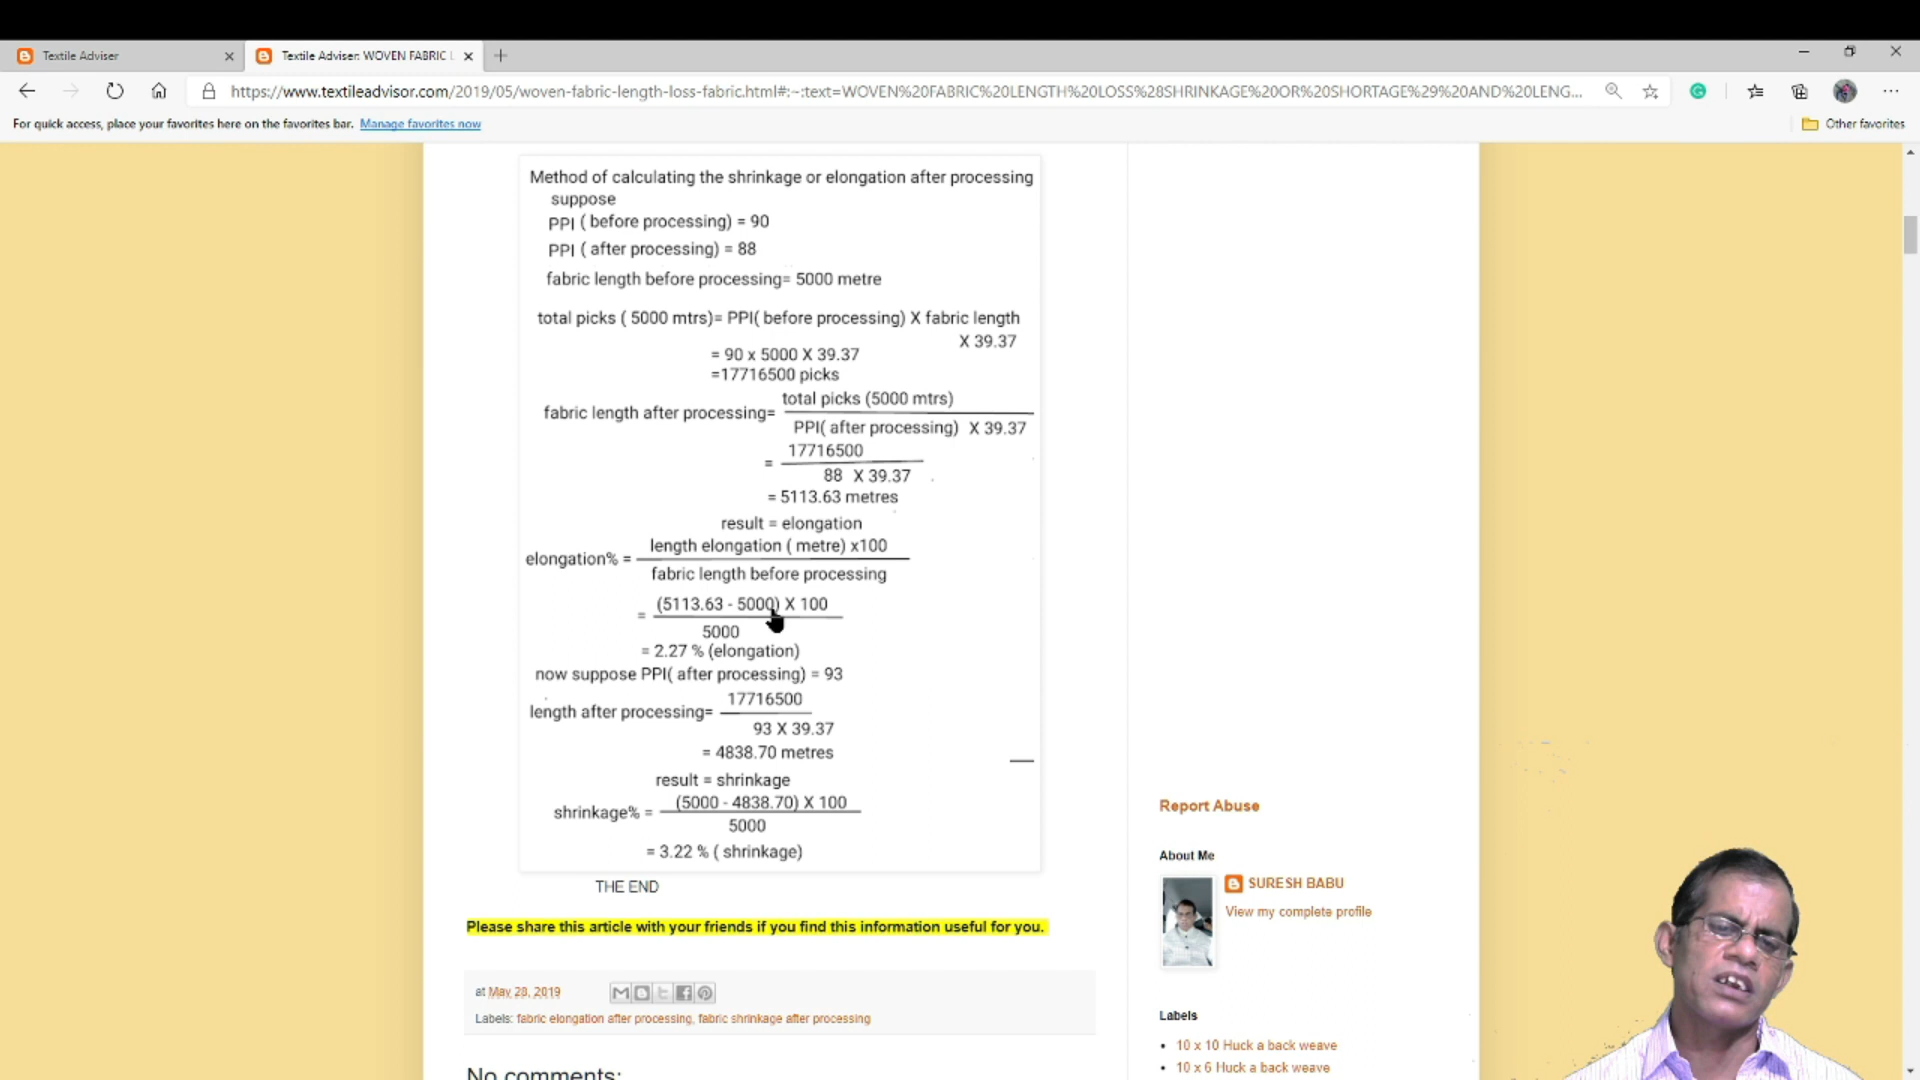 Textile Adviser
Textile Adviser: WOVEN FABRIC L
https://www.textileadvisor.com/2019/05/woven-fabric-length-loss-fabric.html#:~:text=WOVEN%20FABRIC%20LENGTH%20LOSS%28SHRINKAGE%20OR%20SHORTAGE%29%20AND%20LENG...
For quick access, place your favorites here on the favorites bar. Manage favorites now
Other favorites
Method of calculating the shrinkage or elongation after processing
suppose
PPI ( before processing) = 90
PPI ( after processing) = 88
fabric length before processing= 5000 metre
total picks ( 5000 mtrs)= PPI( before processing) X fabric length
X 39.37
= 90 x 5000 X 39.37
=17716500 picks
total picks (5000 mtrs)
fabric length after processing=
PPI( after processing) X 39.37
17716500
=
88 X 39.37
= 5113.63 metres
result = elongation
length elongation ( metre) x100
elongation% =
fabric length before processing
(5113.63 - 5000) X 100
=
5000
= 2.27 % (elongation)
now suppose PPI( after processing) = 93
17716500
length after processing=
93 X 39.37
= 4838.70 metres
result = shrinkage
(5000 - 4838.70) X 100
shrinkage% =
5000
= 3.22 % ( shrinkage)
THE END
Please share this article with your friends if you find this information useful for you.
at May 28, 2019
Labels: fabric elongation after processing, fabric shrinkage after processing
No comments:
Report Abuse
About Me
SURESH BABU
View my complete profile
Labels
10 x 10 Huck a back weave
10 x 6 Huck a back weave